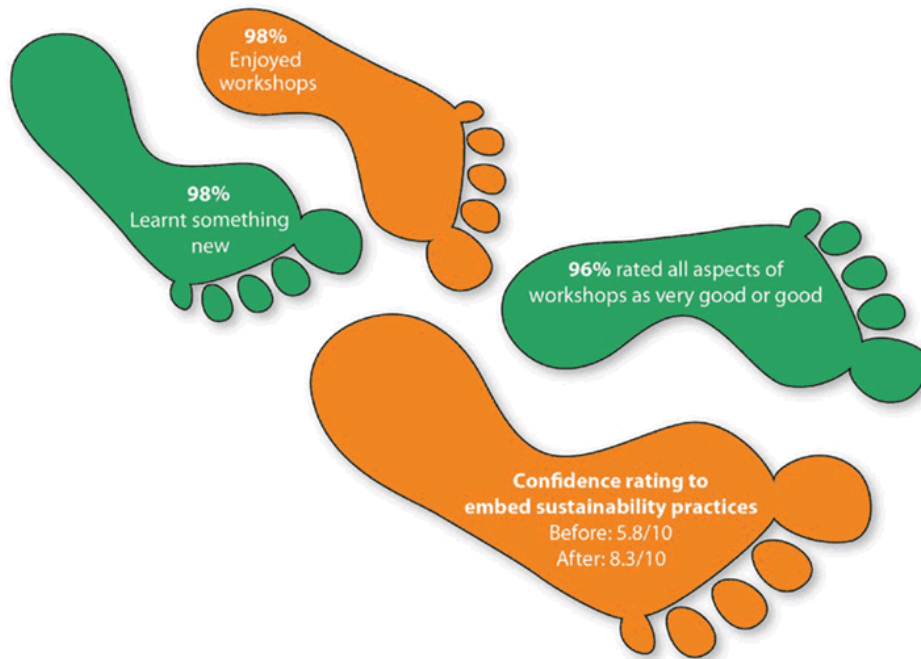 98%
Enjoyed
workshops
98%
Learnt something
new
96% rated all aspects of
workshops as very good or good
Confidence rating to
embed sustainability practices
Before: 5.8/10
After: 8.3/10